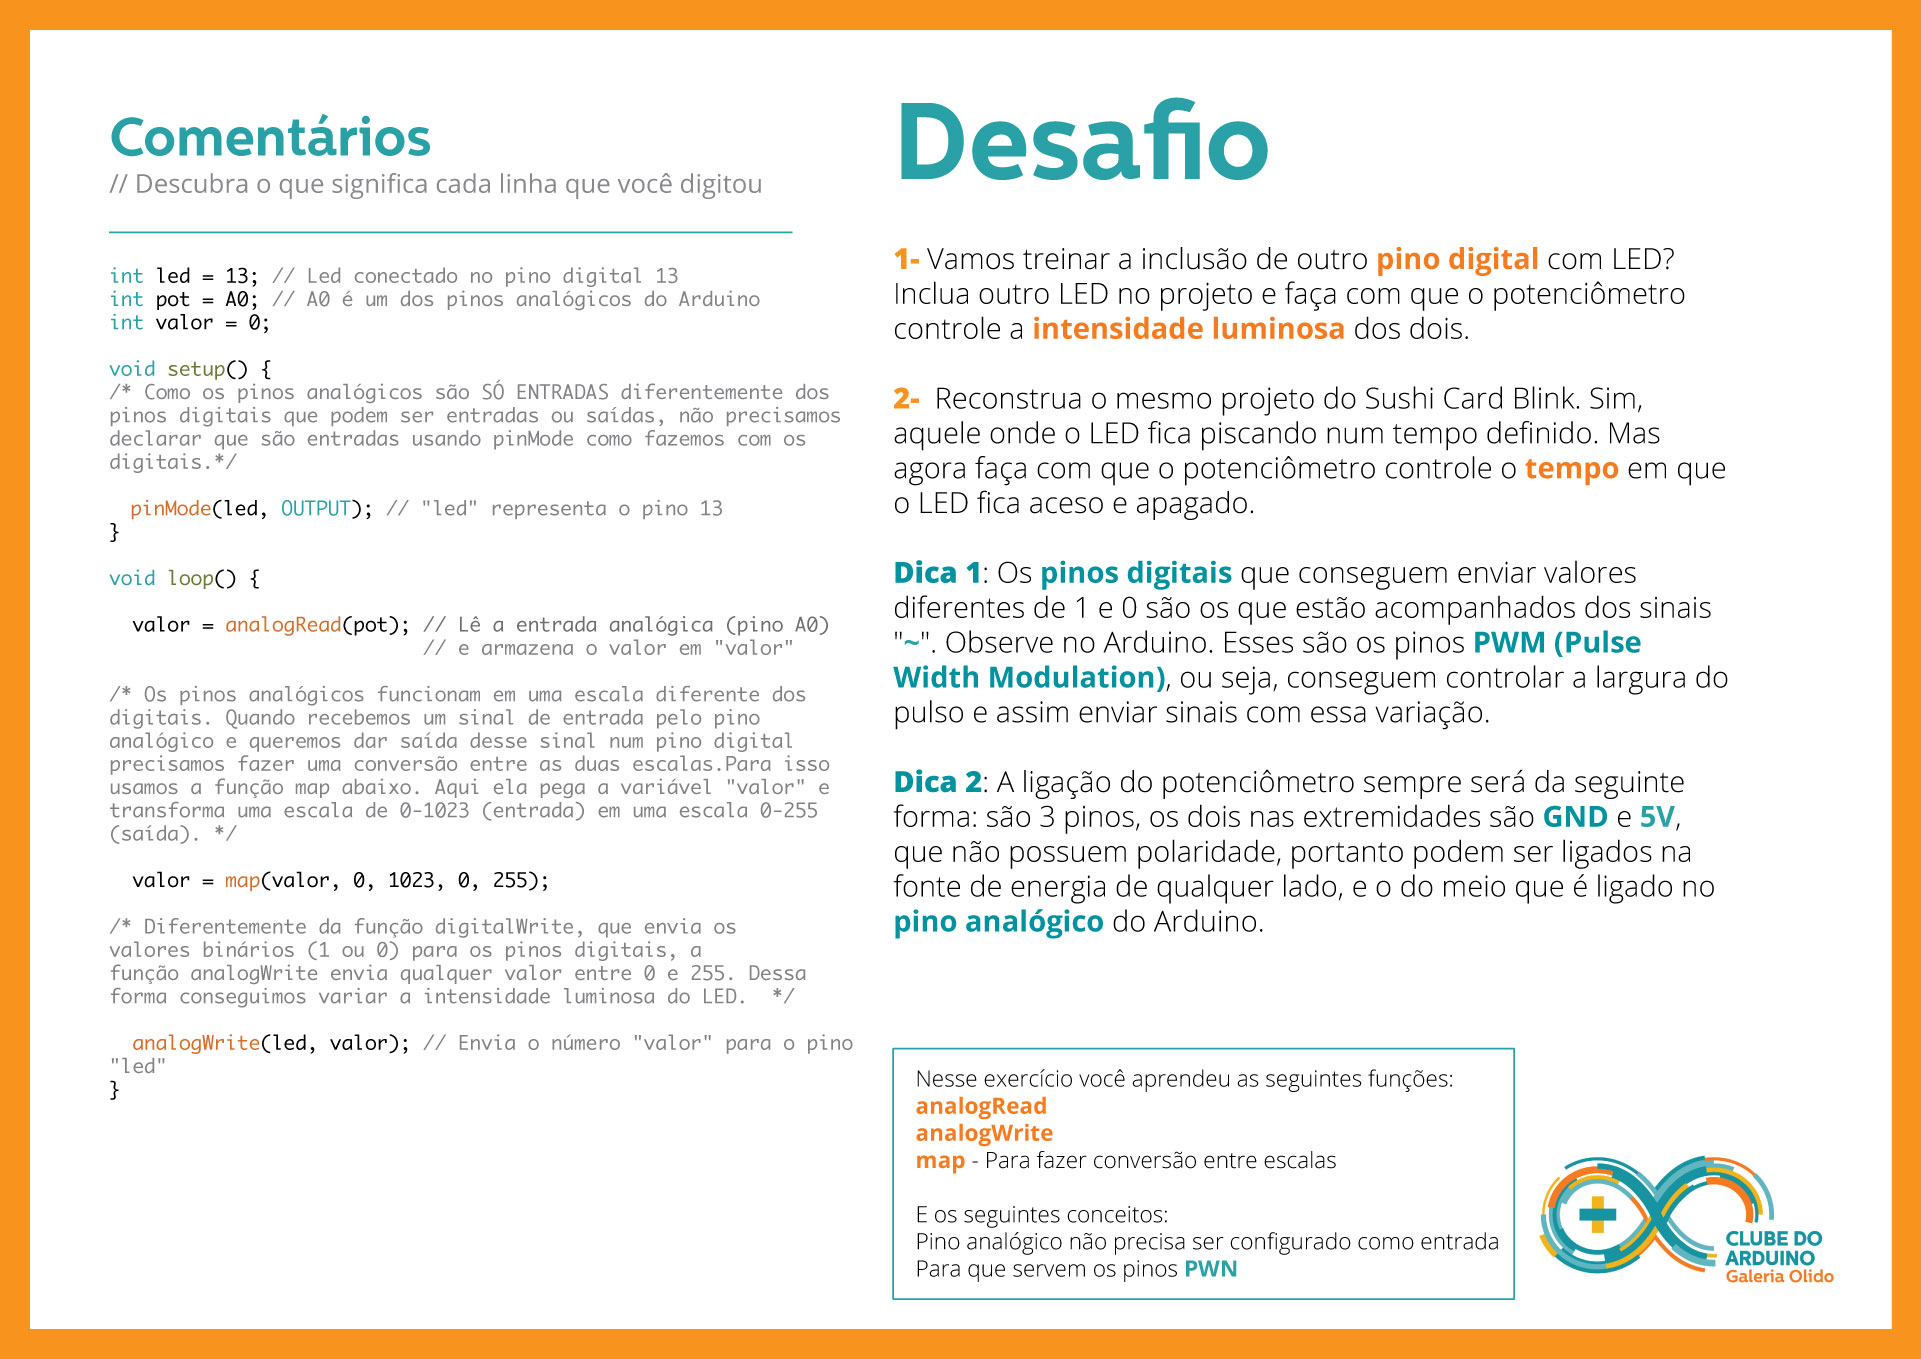 Comentários
// Descubra o que significa cada linha que você digitou
int led = 13; // Led conectado no pino digital 13
int pot = A0; // A0 é um dos pinos analógicos do Arduino
int valor = 0;
void setup() {
/* Como os pinos analógicos são SÓ ENTRADAS diferentemente dos
pinos digitais que podem ser entradas ou saídas, não precisamos
declarar que são entradas usando pinMode como fazemos com os
digitais.*/
pinMode(led, OUTPUT); // "led" representa o pino 13
}
void loop() {
valor = analogRead(pot); // Lê a entrada analógica (pino A0)
// e armazena o valor em "valor"
/* Os pinos analógicos funcionam em uma escala diferente dos
digitais. Quando recebemos um sinal de entrada pelo pino
analógico e queremos dar saída desse sinal num pino digital
precisamos fazer uma conversão entre as duas escalas.Para isso
usamos a função map abaixo. Aqui ela pega a variável "valor" e
transforma uma escala de 0-1023 (entrada) em uma escala 0-255
(saída). */
valor = map(valor, 0, 1023, 0, 255);
/* Diferentemente da função digitalWrite, que envia os
valores binários (1 ou 0) para os pinos digitais, a
função analogWrite envia qualquer valor entre 0 e 255. Dessa
forma conseguimos variar a intensidade luminosa do LED.  */
analogWrite(led, valor); // Envia o número "valor" para o pino
"led"
}
Desafio
1- Vamos treinar a inclusão de outro pino digital com LED?
Inclua outro LED no projeto e faça com que o potenciômetro
controle a intensidade luminosa dos dois.
2-  Reconstrua o mesmo projeto do Sushi Card Blink. Sim,
aquele onde o LED fica piscando num tempo definido. Mas
agora faça com que o potenciômetro controle o tempo em que
o LED fica aceso e apagado.
Dica 1: Os pinos digitais que conseguem enviar valores
diferentes de 1 e 0 são os que estão acompanhados dos sinais
"~". Observe no Arduino. Esses são os pinos PWM (Pulse
Width Modulation), ou seja, conseguem controlar a largura do
pulso e assim enviar sinais com essa variação.
Dica 2: A ligação do potenciômetro sempre será da seguinte
forma: são 3 pinos, os dois nas extremidades são GND e 5V,
que não possuem polaridade, portanto podem ser ligados na
fonte de energia de qualquer lado, e o do meio que é ligado no
pino analógico do Arduino.
Nesse exercício você aprendeu as seguintes funções:
analogRead
analogWrite
map - Para fazer conversão entre escalas
E os seguintes conceitos:
Pino analógico não precisa ser configurado como entrada
Para que servem os pinos PWN
CLUBE DO
ARDUINO
Galeria Olido